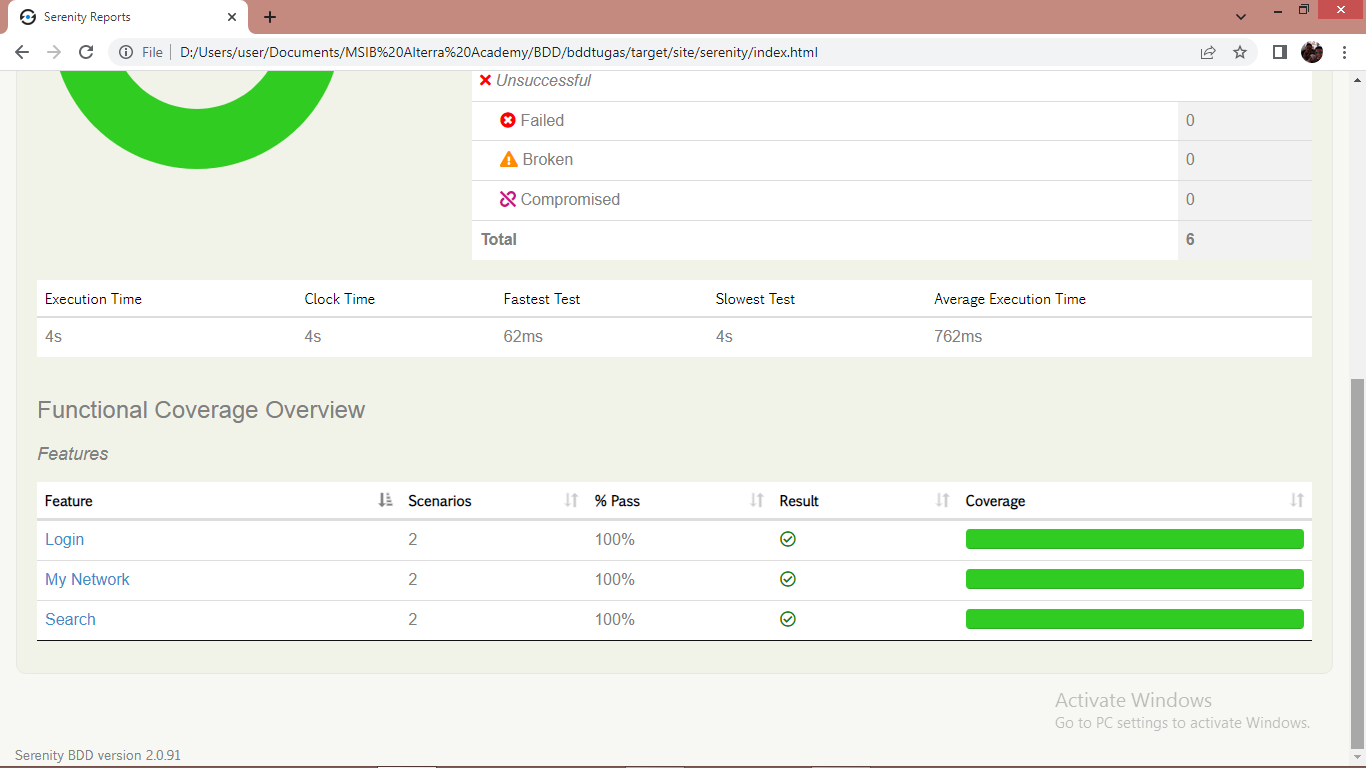 Serenity Reports
File D:/Users/user/Documents/MSIB%20Alterra%20Academy/BDD/bddtugas/target/site/serenity/index.html
Unsuccessful
Failed 0
Broken 0
Compromised 0
Total 6
Execution Time Clock Time Fastest Test Slowest Test Average Execution Time
4s 4s 62ms 4s 762ms
Functional Coverage Overview
Features
Feature Scenarios % Pass Result Coverage
Login 2 100%
My Network 2 100%
Search 2 100%
Activate Windows
Go to PC settings to activate Windows.
Serenity BDD version 2.0.91